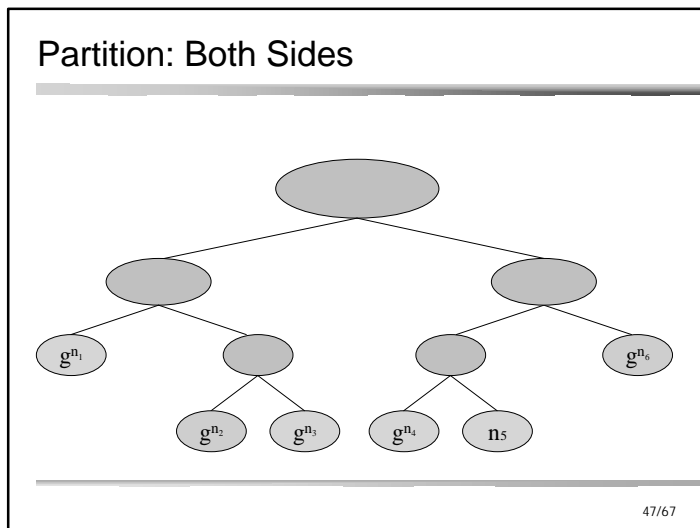 Partition: Both Sides
gⁿ₁
gⁿ₆
gⁿ₂
gⁿ₃
gⁿ₄
n₅
47/67